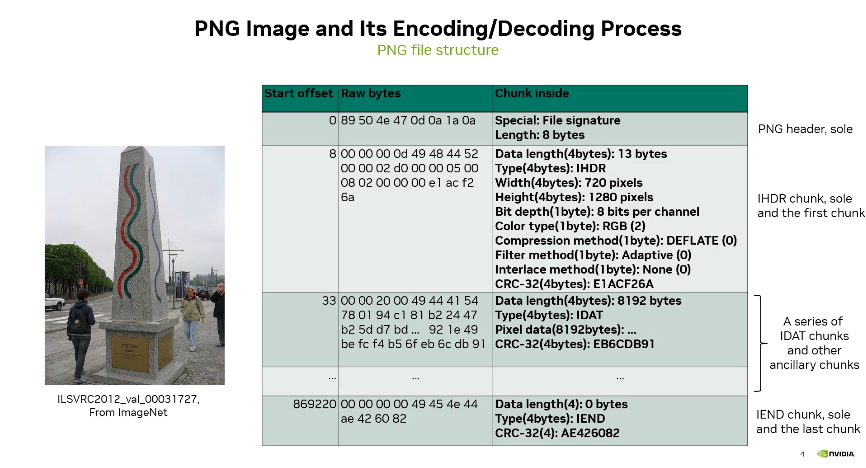 PNG Image and Its Encoding/Decoding Process
PNG file structure
Start offset Raw bytes Chunk inside
0 89 50 4e 47 0d 0a 1a 0a Special: File signature
Length: 8 bytes
PNG header, sole
8 00 00 00 0d 49 48 44 52 Data length(4bytes): 13 bytes
00 00 02 d0 00 00 05 00 Type(4bytes): IHDR
08 02 00 00 00 e1 ac f2 Width(4bytes): 720 pixels
6a Height(4bytes): 1280 pixels
Bit depth(1byte): 8 bits per channel
Color type(1byte): RGB (2)
Compression method(1byte): DEFLATE (0)
Filter method(1byte): Adaptive (0)
Interlace method(1byte): None (0)
CRC-32(4bytes): E1ACF26A
IHDR chunk, sole
and the first chunk
33 00 00 20 00 49 44 41 54 Data length(4bytes): 8192 bytes
78 01 94 c1 81 b2 24 47 Type(4bytes): IDAT
b2 5d d7 bd ... 92 1e 49 Pixel data(8192bytes): ...
be fc f4 b5 6f eb 6c db 91 CRC-32(4bytes): EB6CDB91
A series of
IDAT chunks
and other
ancillary chunks
... ... ...
869220 00 00 00 00 49 45 4e 44 Data length(4): 0 bytes
ae 42 60 82 Type(4bytes): IEND
CRC-32(4): AE426082
IEND chunk, sole
and the last chunk
ILSVRC2012_val_00031727,
From ImageNet
4 NVIDIA